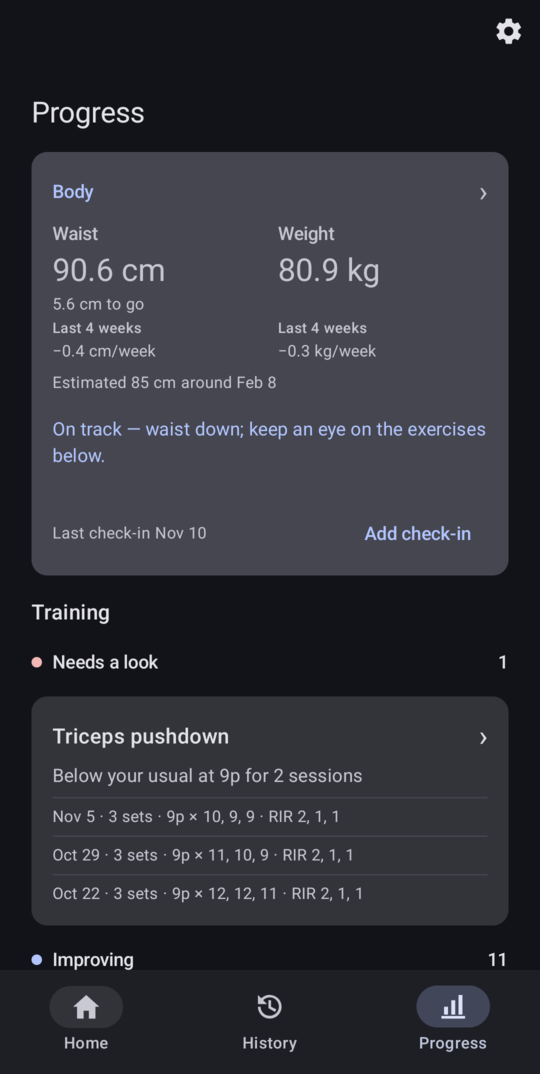 Progress
Body
Waist
Weight
90.6 cm
80.9 kg
5.6 cm to go
Last 4 weeks
Last 4 weeks
−0.4 cm/week
−0.3 kg/week
Estimated 85 cm around Feb 8
On track — waist down; keep an eye on the exercises
below.
Last check-in Nov 10
Add check-in
Training
Needs a look
1
Triceps pushdown
Below your usual at 9p for 2 sessions
Nov 5 · 3 sets · 9p × 10, 9, 9 · RIR 2, 1, 1
Oct 29 · 3 sets · 9p × 11, 10, 9 · RIR 2, 1, 1
Oct 22 · 3 sets · 9p × 12, 12, 11 · RIR 2, 1, 1
Improving
11
Home
History
Progress